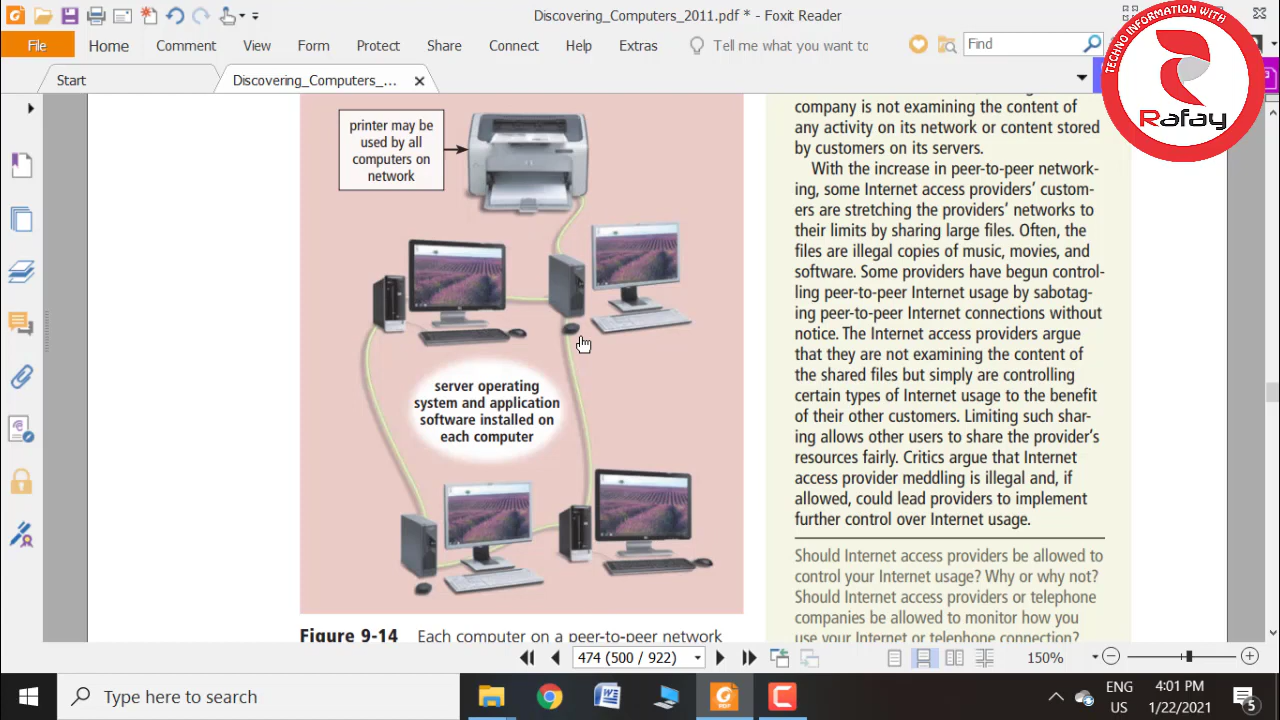 Discovering_Computers_2011.pdf * - Foxit Reader
File Home Comment View Form Protect Share Connect Help Extras Tell me what you want to Find
Start Discovering_Computers_...
TECHNO INFORMATION WITH
Rafay
printer may be
used by all
computers on
network
server operating
system and application
software installed on
each computer
Figure 9-14 Each computer on a peer-to-peer network
company is not examining the content of
any activity on its network or content stored
by customers on its servers.
With the increase in peer-to-peer network-
ing, some Internet access providers' custom-
ers are stretching the providers' networks to
their limits by sharing large files. Often, the
files are illegal copies of music, movies, and
software. Some providers have begun control-
ling peer-to-peer Internet usage by sabotag-
ing peer-to-peer Internet connections without
notice. The Internet access providers argue
that they are not examining the content of
the shared files but simply are controlling
certain types of Internet usage to the benefit
of their other customers. Limiting such shar-
ing allows other users to share the provider's
resources fairly. Critics argue that Internet
access provider meddling is illegal and, if
allowed, could lead providers to implement
further control over Internet usage.
Should Internet access providers be allowed to
control your Internet usage? Why or why not?
Should Internet access providers or telephone
companies be allowed to monitor how you
use your Internet or telephone connection?
474 (500 / 922) 150%
Type here to search
ENG 4:01 PM
US 1/22/2021 5